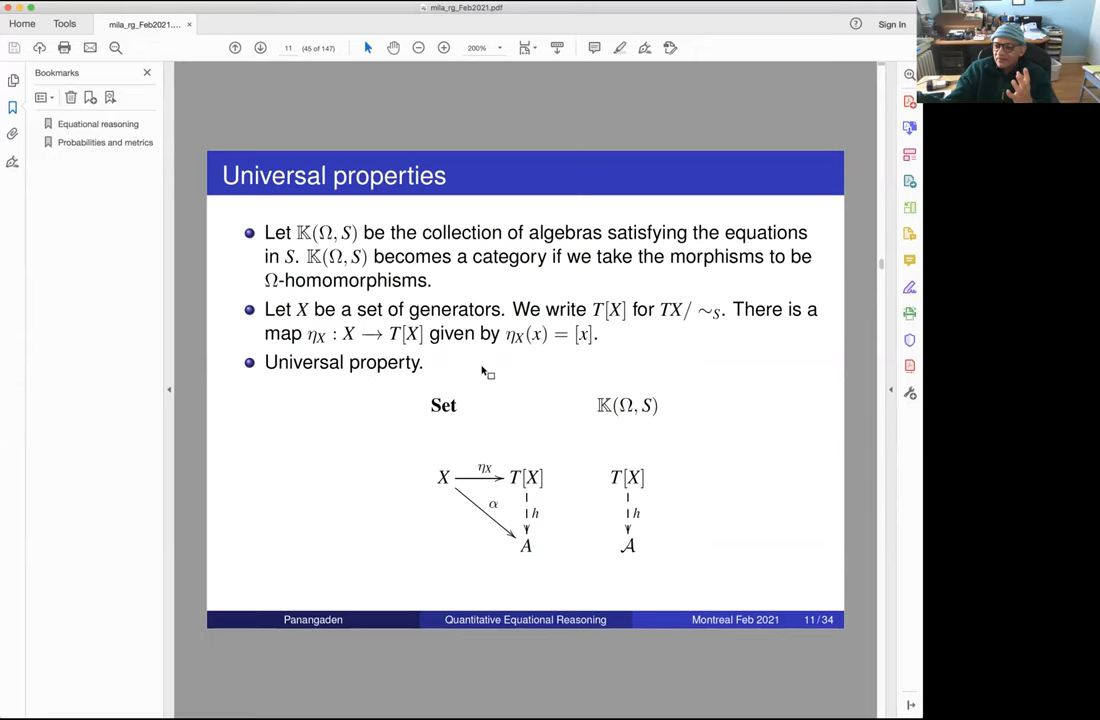 mila_rg_Feb2021.pdf
Home Tools mila_rg_Feb2021.... × Sign In
11 (45 of 147) 200%
Bookmarks
Equational reasoning
Probabilities and metrics
Universal properties
Let 𝕂(Ω, S) be the collection of algebras satisfying the equations
in S. 𝕂(Ω, S) becomes a category if we take the morphisms to be
Ω-homomorphisms.
Let X be a set of generators. We write T[X] for TX/ ∼S. There is a
map ηX : X → T[X] given by ηX(x) = [x].
Universal property.
Set 𝕂(Ω, S)
X ηX T[X] T[X]
α h h
A 𝒜
Panangaden Quantitative Equational Reasoning Montreal Feb 2021 11 / 34